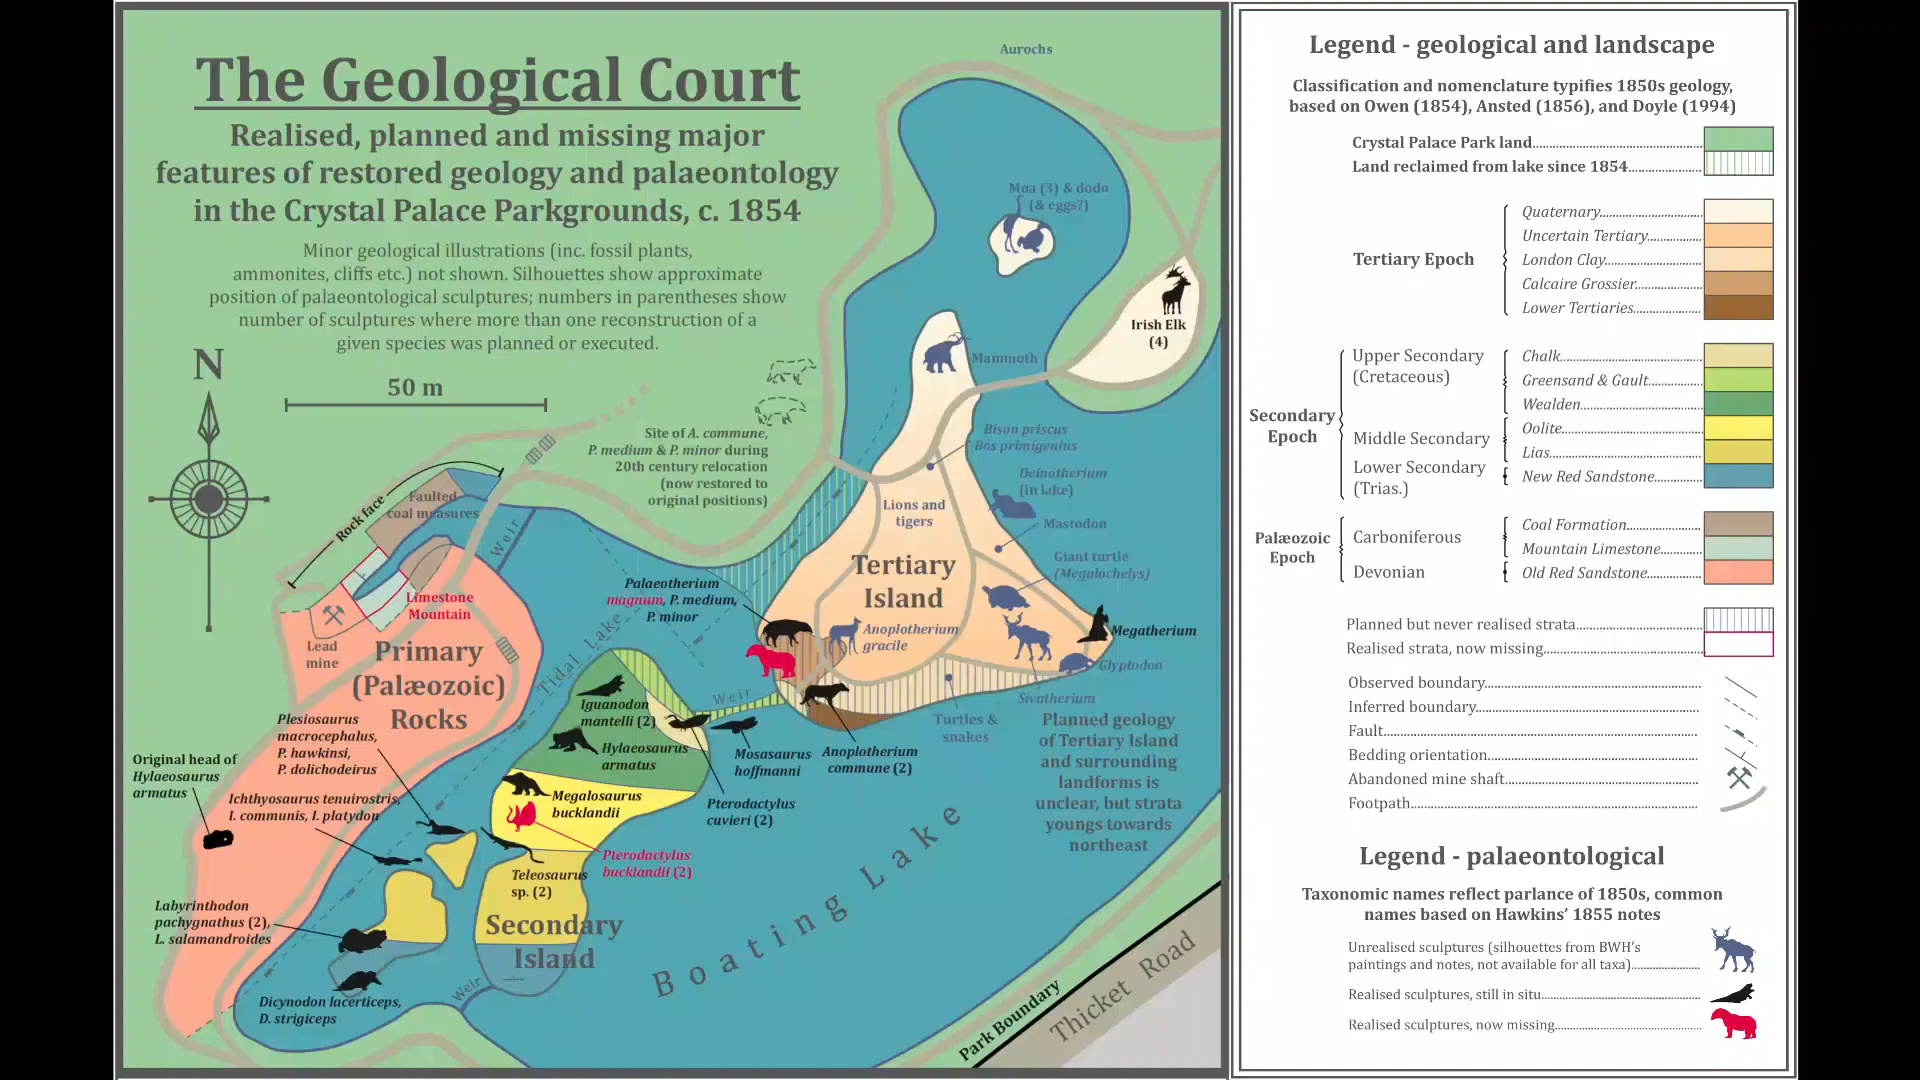 The Geological Court
Realised, planned and missing major
features of restored geology and palaeontology
in the Crystal Palace Parkgrounds, c. 1854
Minor geological illustrations (inc. fossil plants,
ammonites, cliffs etc.) not shown. Silhouettes show approximate
position of palaeontological sculptures; numbers in parentheses show
number of sculptures where more than one reconstruction of a
given species was planned or executed.
N
50 m
Aurochs
Moa (3) & dodo
(& eggs?)
Irish Elk
(4)
Mammoth
Bison priscus
Bos primigenius
Deinotherium
(in lake)
Lions and
tigers
Mastodon
Giant turtle
(Megalochelys)
Tertiary
Island
Site of A. commune,
P. medium & P. minor during
20th century relocation
(now restored to
original positions)
Rock face
Faulted
coal measures
Weir
Limestone
Mountain
Lead
mine
Primary
(Palæozoic)
Rocks
Tidal Lake
Palaeotherium
magnum, P. medium,
P. minor
Anoplotherium
gracile
Megatherium
Glyptodon
Sivatherium
Turtles &
snakes
Weir
Iguanodon
mantelli (2)
Hylaeosaurus
armatus
Mosasaurus
hoffmanni
Anoplotherium
commune (2)
Pterodactylus
cuvieri (2)
Planned geology
of Tertiary Island
and surrounding
landforms is
unclear, but strata
youngs towards
northeast
Plesiosaurus
macrocephalus,
P. hawkinsi,
P. dolichodeirus
Original head of
Hylaeosaurus
armatus
Ichthyosaurus tenuirostris,
I. communis, I. platydon
Megalosaurus
bucklandii
Pterodactylus
bucklandii (2)
Teleosaurus
sp. (2)
Labyrinthodon
pachygnathus (2),
L. salamandroides
Secondary
Island
Dicynodon lacerticeps,
D. strigiceps
Weir
Boating Lake
Park Boundary
Thicket Road
Legend - geological and landscape
Classification and nomenclature typifies 1850s geology,
based on Owen (1854), Ansted (1856), and Doyle (1994)
Crystal Palace Park land
Land reclaimed from lake since 1854
Tertiary Epoch
Quaternary
Uncertain Tertiary
London Clay
Calcaire Grossier
Lower Tertiaries
Secondary
Epoch
Upper Secondary
(Cretaceous)
Chalk
Greensand & Gault
Wealden
Middle Secondary
Oolite
Lias
Lower Secondary
(Trias.)
New Red Sandstone
Palæozoic
Epoch
Carboniferous
Coal Formation
Mountain Limestone
Devonian
Old Red Sandstone
Planned but never realised strata
Realised strata, now missing
Observed boundary
Inferred boundary
Fault
Bedding orientation
Abandoned mine shaft
Footpath
Legend - palaeontological
Taxonomic names reflect parlance of 1850s, common
names based on Hawkins' 1855 notes
Unrealised sculptures (silhouettes from BWH's
paintings and notes, not available for all taxa)
Realised sculptures, still in situ
Realised sculptures, now missing